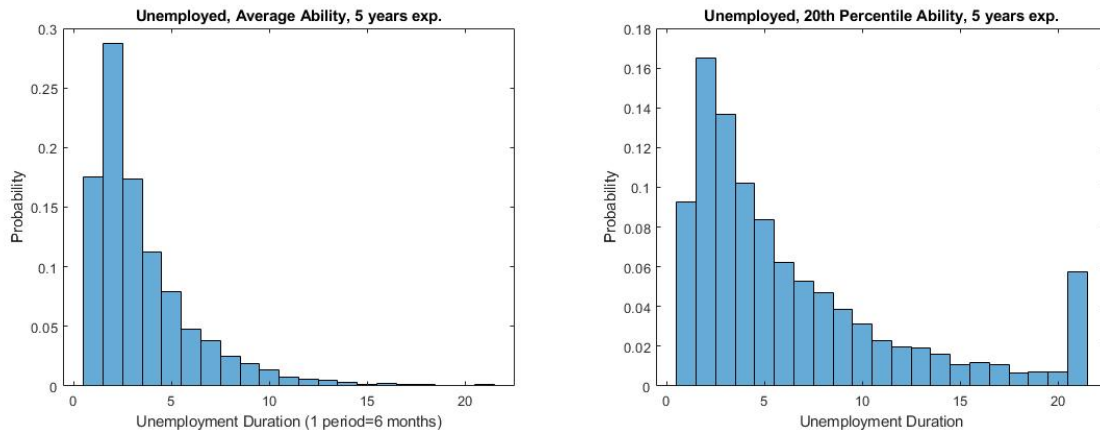 Unemployed, Average Ability, 5 years exp.
0.3
0.25
0.2
0.15
0.1
0.05
0
Probability
0 5 10 15 20
Unemployment Duration (1 period=6 months)
Unemployed, 20th Percentile Ability, 5 years exp.
0.18
0.16
0.14
0.12
0.1
0.08
0.06
0.04
0.02
0
Probability
0 5 10 15 20
Unemployment Duration